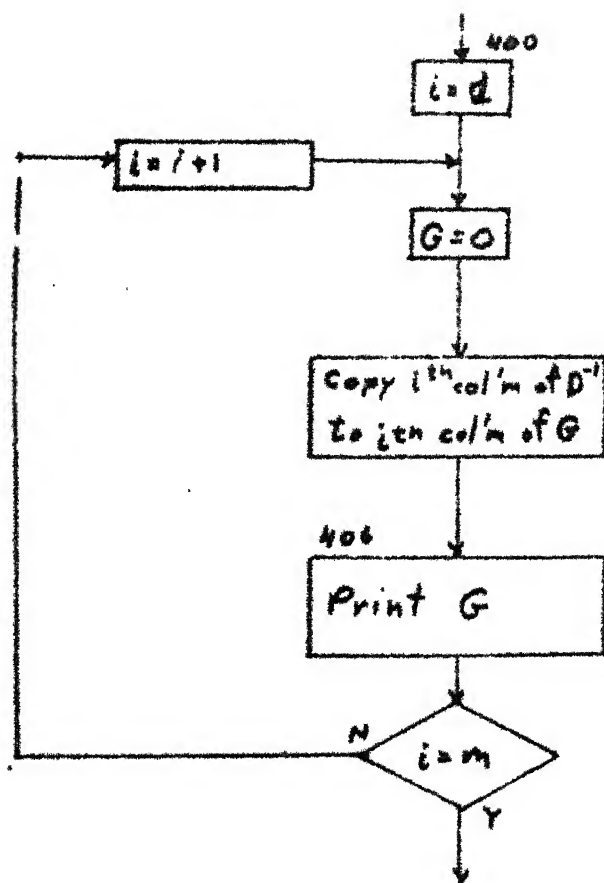 400
i = d
i = i + 1
G = 0
Copy iᵗʰ col'm of D⁻¹
to ith col'm of G
406
Print G
N
i = m
Y